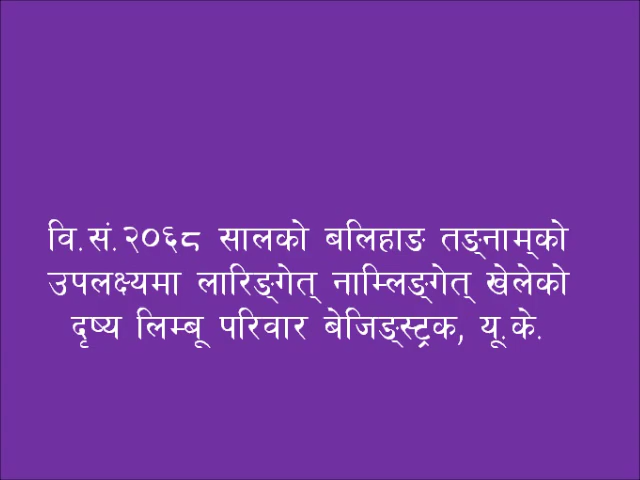 वि.सं.२०६८ सालको बलिहाङ तङ्नाम्को
उपलक्ष्यमा लारिङ्गेत् नाम्लिङ्गेत् खेलेको
दृष्य लिम्बू परिवार बेजिङ्स्ट्रक, यू.के.